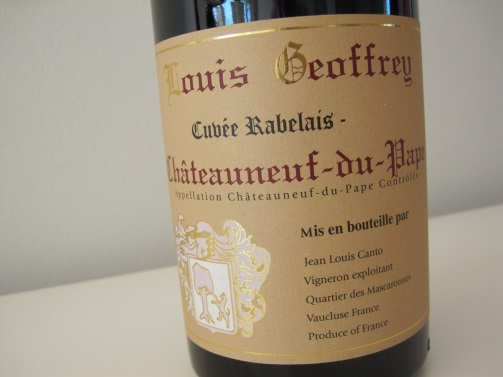 Louis Geoffrey
Cuvée Rabelais -
Châteauneuf-du-Pape
Appellation Châteauneuf-du-Pape Contrôlée
Mis en bouteille par
Jean Louis Canto
Vigneron exploitant
Quartier des Mascaronnes
Vaucluse France
Produce of France